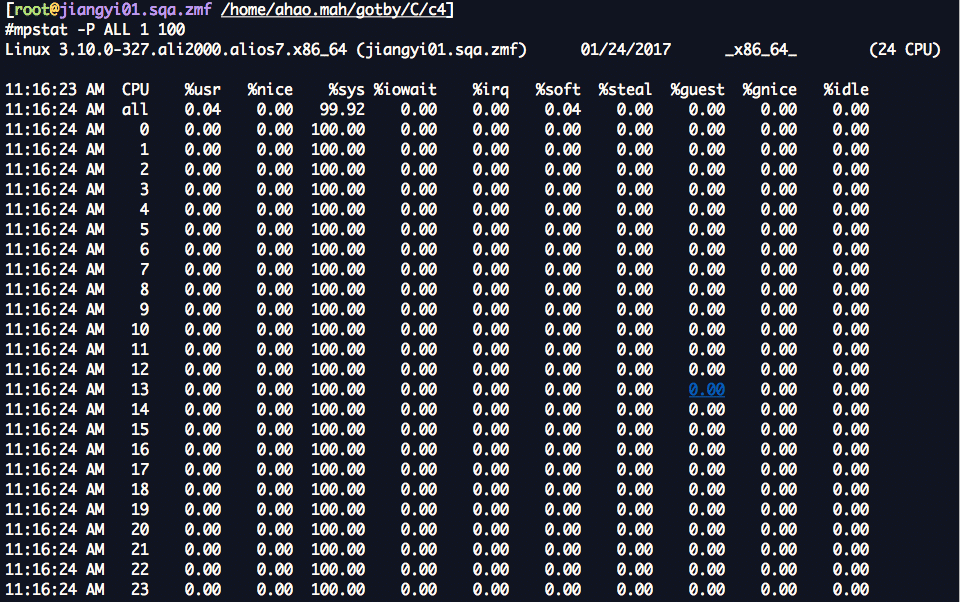 [root@jiangyi01.sqa.zmf /home/ahao.mah/gotby/C/c4]
#mpstat -P ALL 1 100
Linux 3.10.0-327.ali2000.alios7.x86_64 (jiangyi01.sqa.zmf) 01/24/2017 _x86_64_ (24 CPU)
11:16:23 AM CPU %usr %nice %sys %iowait %irq %soft %steal %guest %gnice %idle
11:16:24 AM all 0.04 0.00 99.92 0.00 0.00 0.04 0.00 0.00 0.00 0.00
11:16:24 AM 0 0.00 0.00 100.00 0.00 0.00 0.00 0.00 0.00 0.00 0.00
11:16:24 AM 1 0.00 0.00 100.00 0.00 0.00 0.00 0.00 0.00 0.00 0.00
11:16:24 AM 2 0.00 0.00 100.00 0.00 0.00 0.00 0.00 0.00 0.00 0.00
11:16:24 AM 3 0.00 0.00 100.00 0.00 0.00 0.00 0.00 0.00 0.00 0.00
11:16:24 AM 4 0.00 0.00 100.00 0.00 0.00 0.00 0.00 0.00 0.00 0.00
11:16:24 AM 5 0.00 0.00 100.00 0.00 0.00 0.00 0.00 0.00 0.00 0.00
11:16:24 AM 6 0.00 0.00 100.00 0.00 0.00 0.00 0.00 0.00 0.00 0.00
11:16:24 AM 7 0.00 0.00 100.00 0.00 0.00 0.00 0.00 0.00 0.00 0.00
11:16:24 AM 8 0.00 0.00 100.00 0.00 0.00 0.00 0.00 0.00 0.00 0.00
11:16:24 AM 9 0.00 0.00 100.00 0.00 0.00 0.00 0.00 0.00 0.00 0.00
11:16:24 AM 10 0.00 0.00 100.00 0.00 0.00 0.00 0.00 0.00 0.00 0.00
11:16:24 AM 11 0.00 0.00 100.00 0.00 0.00 0.00 0.00 0.00 0.00 0.00
11:16:24 AM 12 0.00 0.00 100.00 0.00 0.00 0.00 0.00 0.00 0.00 0.00
11:16:24 AM 13 0.00 0.00 100.00 0.00 0.00 0.00 0.00 0.00 0.00 0.00
11:16:24 AM 14 0.00 0.00 100.00 0.00 0.00 0.00 0.00 0.00 0.00 0.00
11:16:24 AM 15 0.00 0.00 100.00 0.00 0.00 0.00 0.00 0.00 0.00 0.00
11:16:24 AM 16 0.00 0.00 100.00 0.00 0.00 0.00 0.00 0.00 0.00 0.00
11:16:24 AM 17 0.00 0.00 100.00 0.00 0.00 0.00 0.00 0.00 0.00 0.00
11:16:24 AM 18 0.00 0.00 100.00 0.00 0.00 0.00 0.00 0.00 0.00 0.00
11:16:24 AM 19 0.00 0.00 100.00 0.00 0.00 0.00 0.00 0.00 0.00 0.00
11:16:24 AM 20 0.00 0.00 100.00 0.00 0.00 0.00 0.00 0.00 0.00 0.00
11:16:24 AM 21 0.00 0.00 100.00 0.00 0.00 0.00 0.00 0.00 0.00 0.00
11:16:24 AM 22 0.00 0.00 100.00 0.00 0.00 0.00 0.00 0.00 0.00 0.00
11:16:24 AM 23 0.00 0.00 100.00 0.00 0.00 0.00 0.00 0.00 0.00 0.00